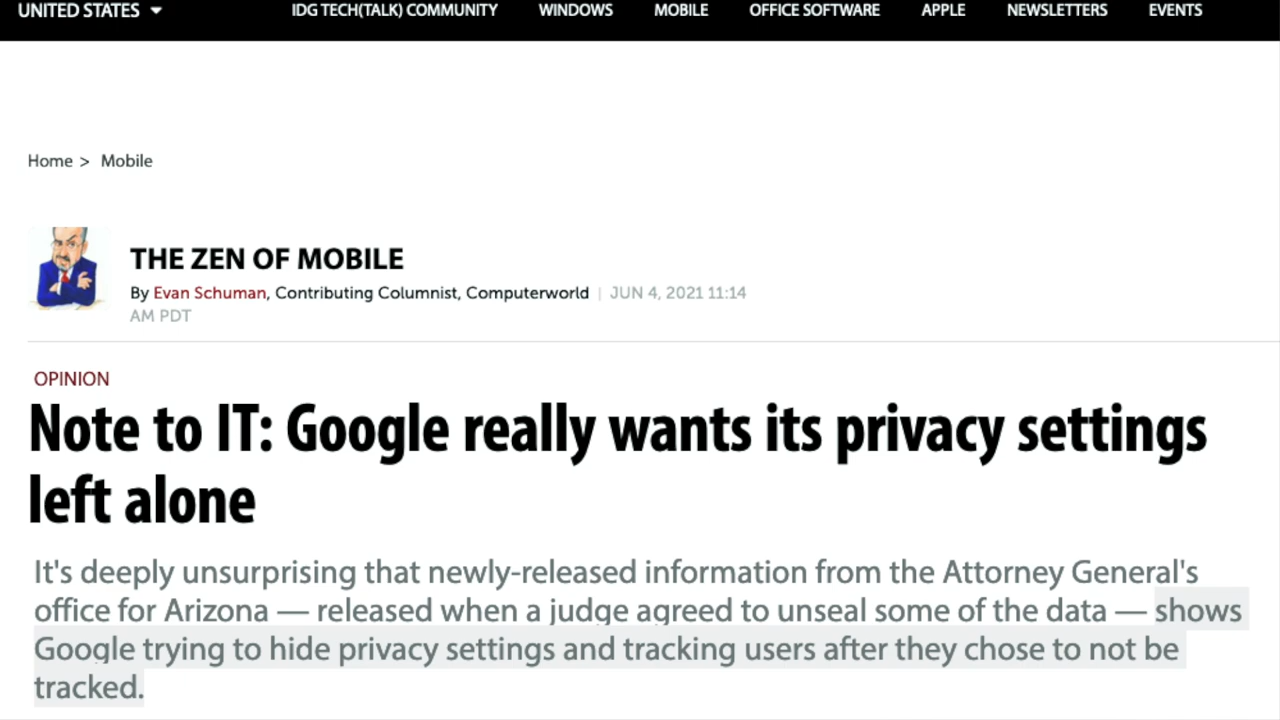 UNITED STATES IDG TECH(TALK) COMMUNITY WINDOWS MOBILE OFFICE SOFTWARE APPLE NEWSLETTERS EVENTS
Home > Mobile
THE ZEN OF MOBILE
By Evan Schuman, Contributing Columnist, Computerworld | JUN 4, 2021 11:14
AM PDT
OPINION
Note to IT: Google really wants its privacy settings
left alone
It's deeply unsurprising that newly-released information from the Attorney General's
office for Arizona — released when a judge agreed to unseal some of the data — shows
Google trying to hide privacy settings and tracking users after they chose to not be
tracked.